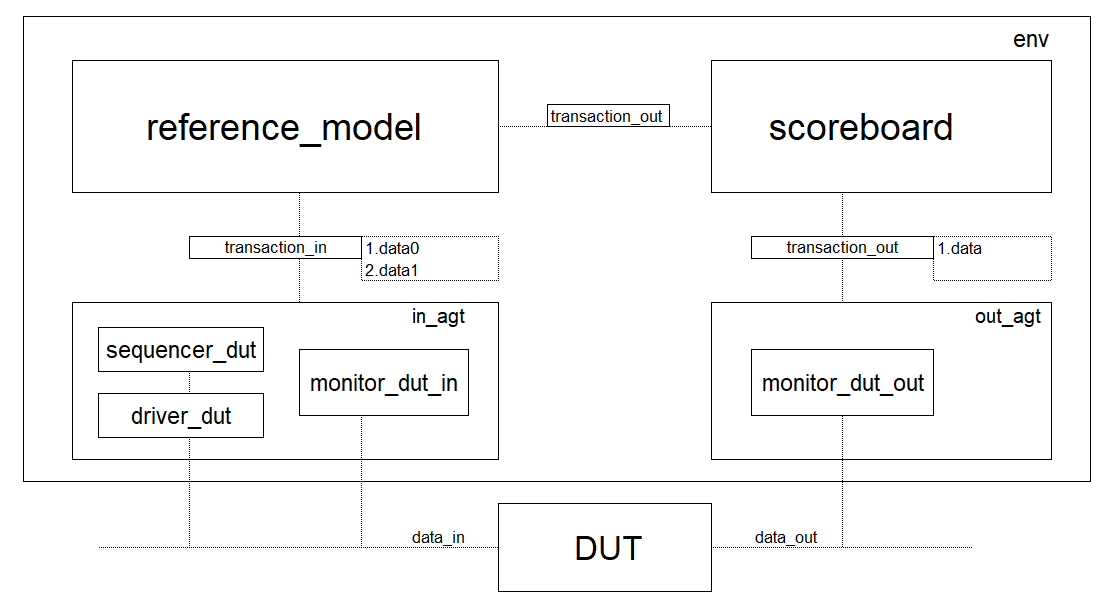 env
reference_model
transaction_out
scoreboard
transaction_in
1.data0
2.data1
transaction_out
1.data
in_agt
out_agt
sequencer_dut
driver_dut
monitor_dut_in
monitor_dut_out
data_in
DUT
data_out